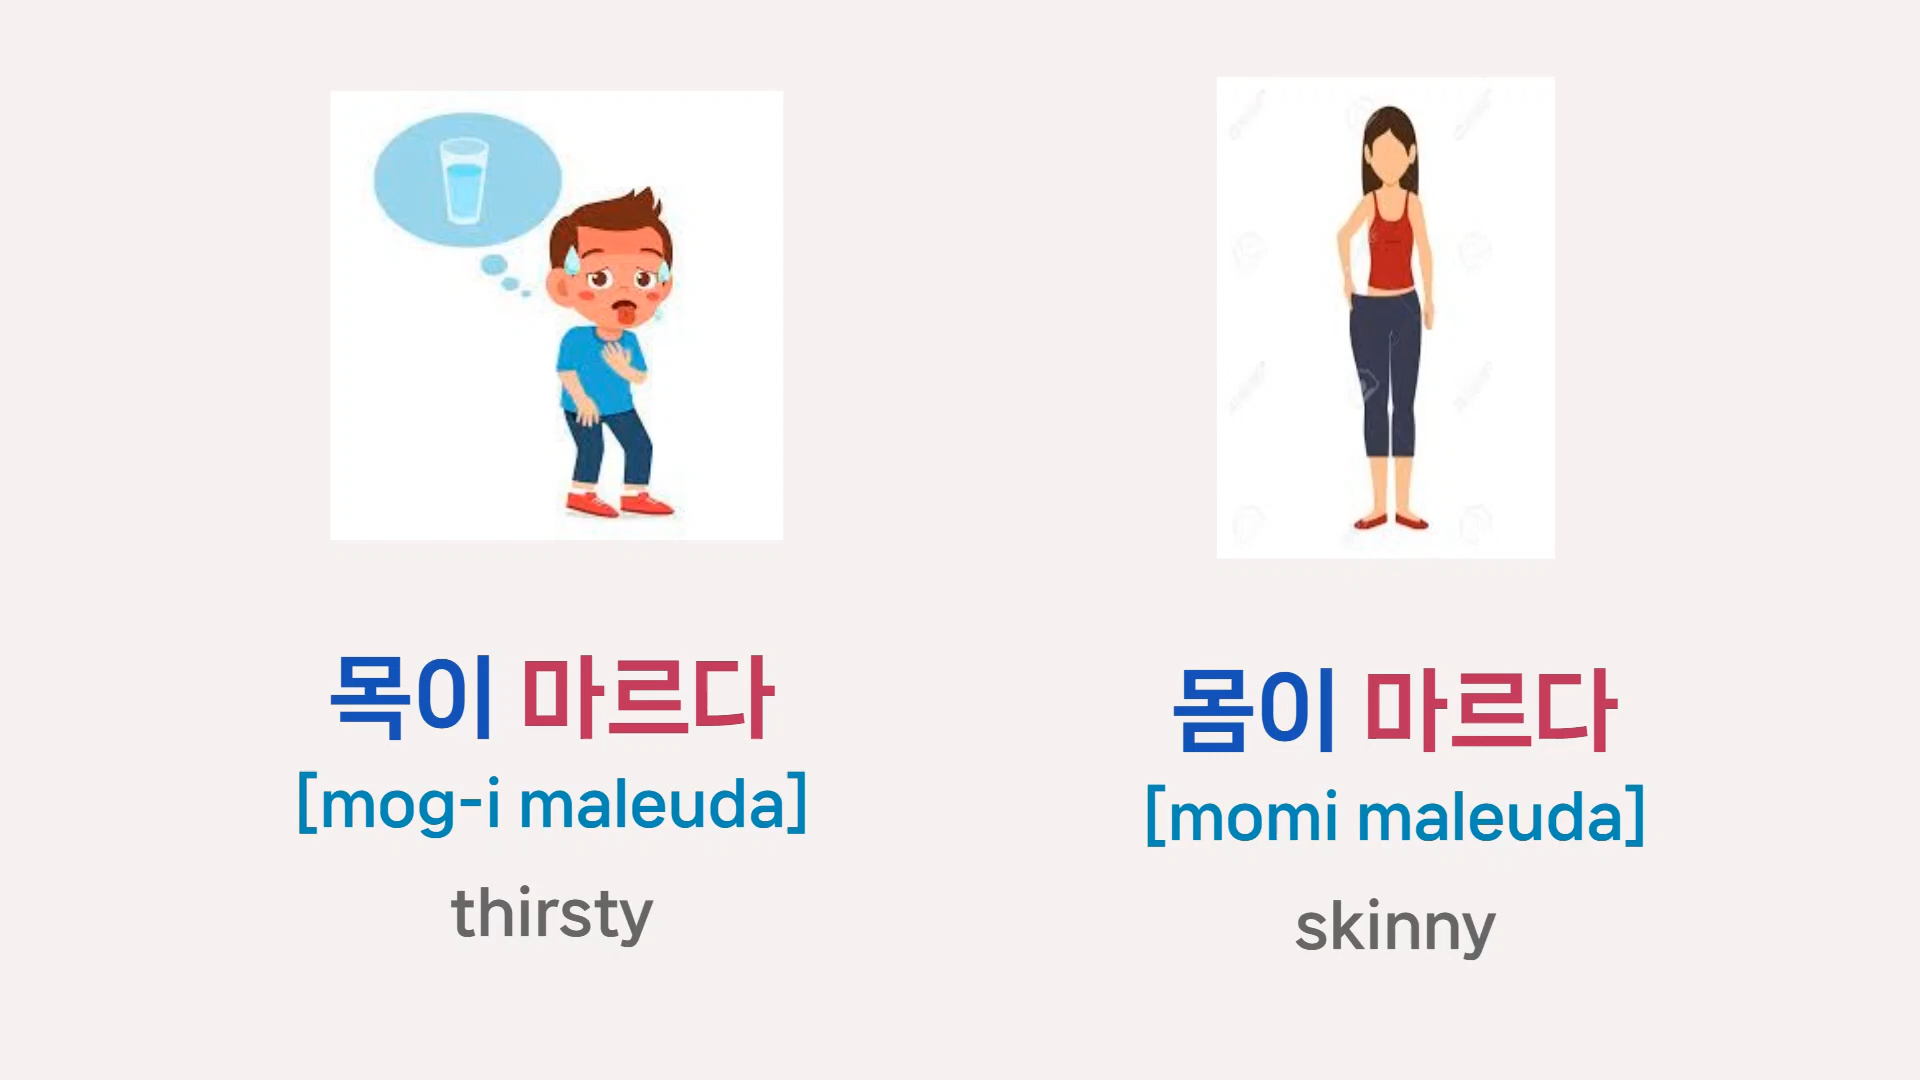 목이 마르다
[mog-i maleuda]
thirsty
몸이 마르다
[momi maleuda]
skinny